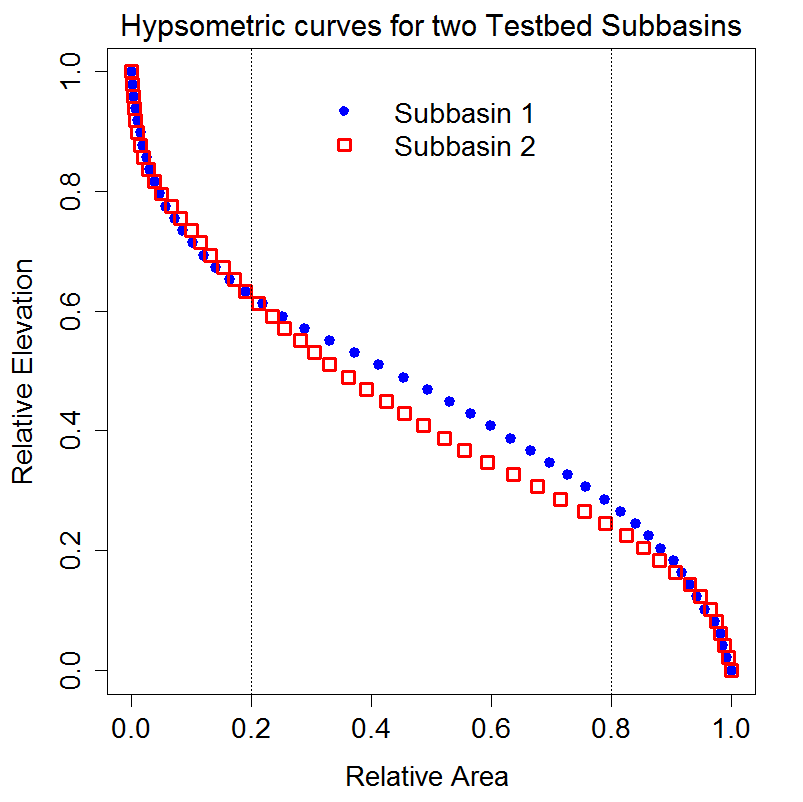 Hypsometric curves for two Testbed Subbasins
Subbasin 1
Subbasin 2
Relative Elevation
1.0
0.8
0.6
0.4
0.2
0.0
0.0 0.2 0.4 0.6 0.8 1.0
Relative Area